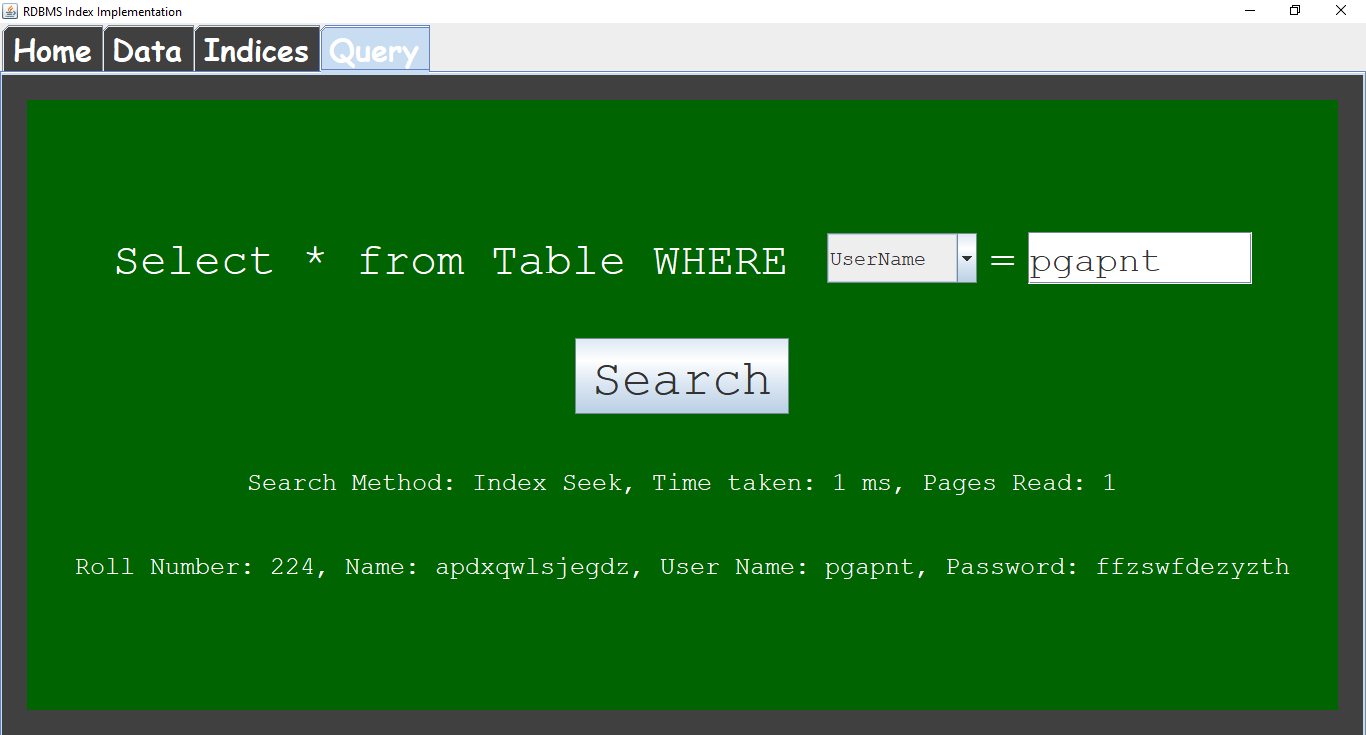 RDBMS Index Implementation
Home Data Indices Query
Select * from Table WHERE UserName = pgapnt
Search
Search Method: Index Seek, Time taken: 1 ms, Pages Read: 1
Roll Number: 224, Name: apdxqwlsjegdz, User Name: pgapnt, Password: ffzswfdezyzth